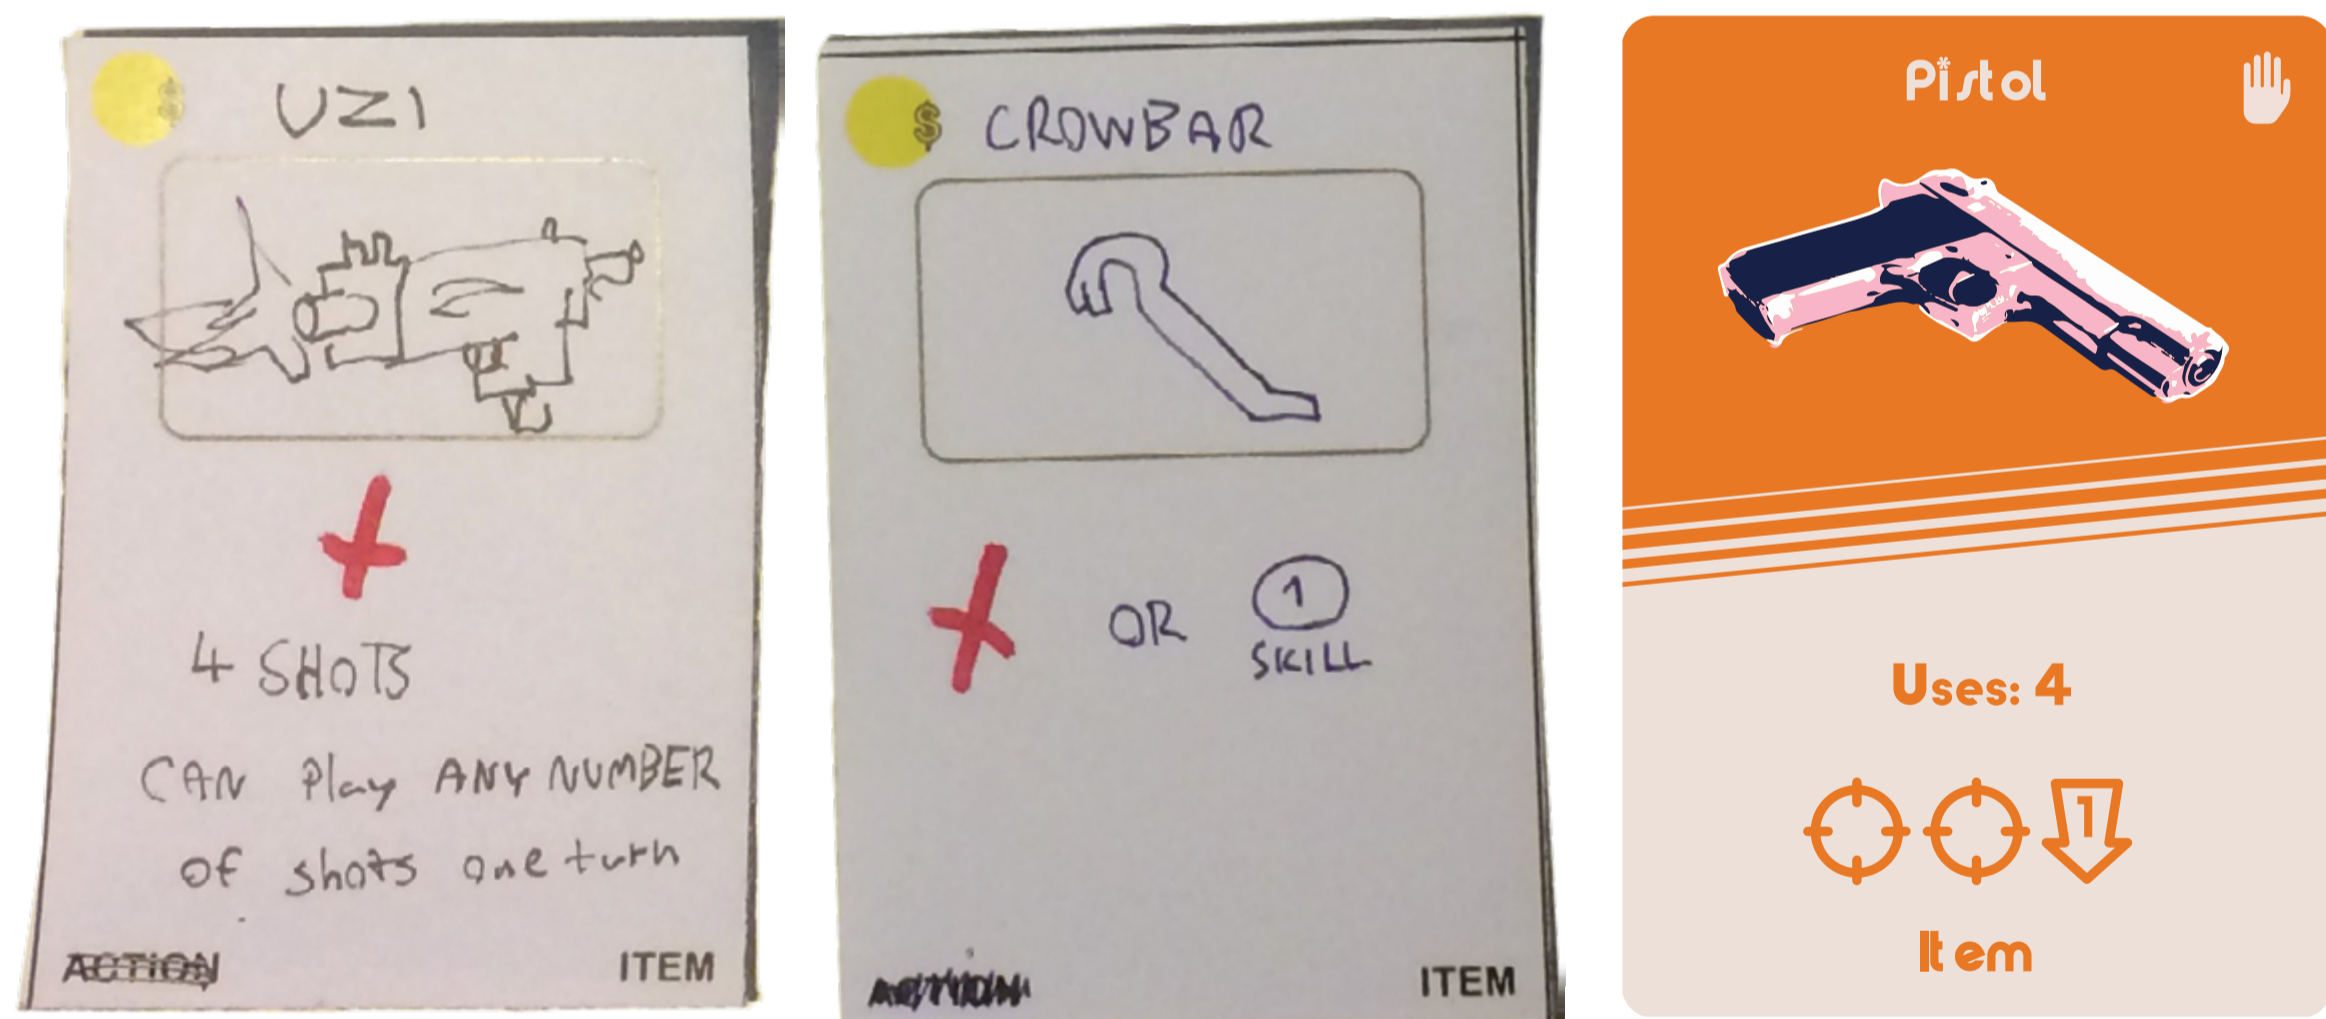 $ UZI
4 SHOTS
CAN Play ANY NUMBER
of shots one turn
ACTION ITEM
$ CROWBAR
OR 1
SKILL
ACTION ITEM
Pistol
Uses: 4
1
Item